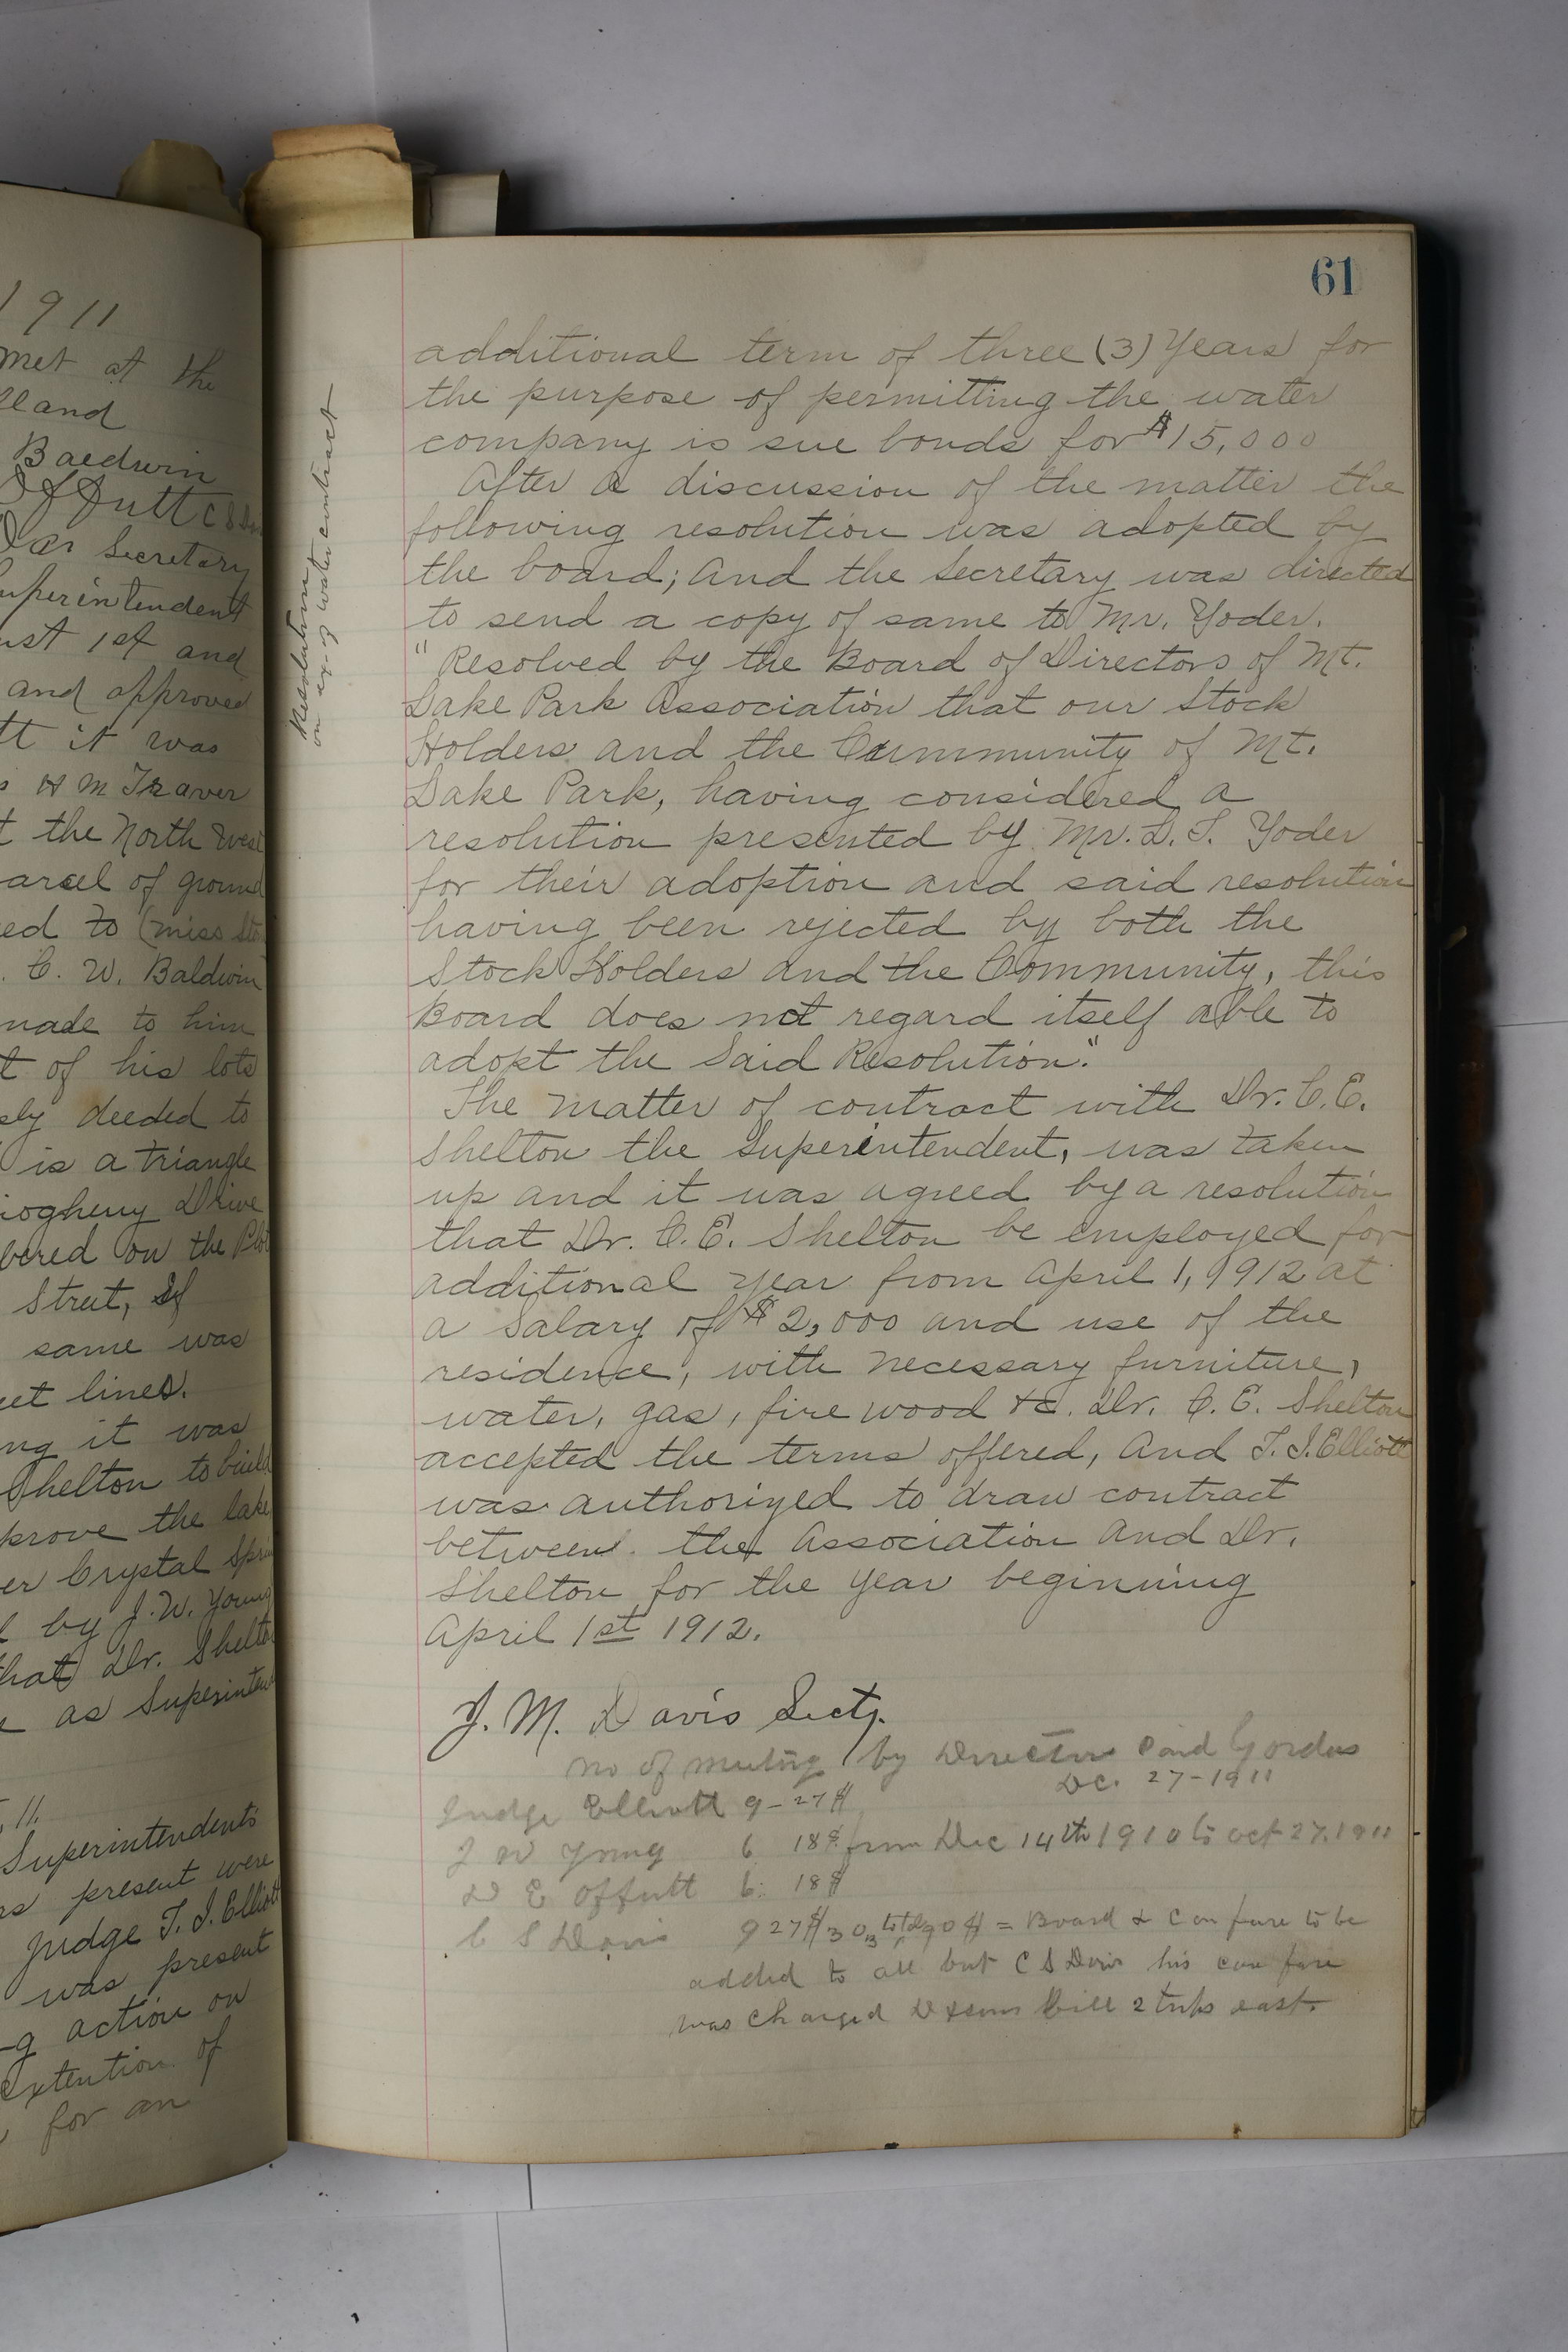 1911
met at the
land
Baldwin
Secretary
uperintendent
ust 1st and
and approved
tt it was
H M Traver
t the North West
arcel of ground
ed to (miss
. C. W. Baldwin
made to him
t of his lots
sly deeded to
is a triangle
iogheny Drive
bered on the Plot
Street, If
same was
eet lines.
ng it was
Shelton to build
prove the lake
er Crystal Spri
by J. W. Young
that Dr. Shelto
as Superinten
, 11.
Superintendents
rs present were
Judge T. J. Elliott
was present
g action on
extention of
for an
Resolution
on ex of water contract
61
additional term of three (3) Years for
the purpose of permitting the water
company is sue bonds for $15,000
After a discussion of the matter the
following resolution was adopted by
the board; And the Secretary was directed
to send a copy of same to Mr. Yoder.
"Resolved by the Board of Directors of Mt.
Lake Park Association that our Stock
Holders and the Cummunity of Mt.
Lake Park, having considered a
resolution presented by Mr. L. T. Yoder
for their adoption and said resolution
having been rejected by both the
Stock Holders and the Community, this
Board does not regard itself able to
adopt the Said Resolution."
The matter of contract with Dr. C. E.
Shelton the Superintendent, was taken
up and it was agreed by a resolution
that Dr. C. E. Shelton be employed for
additional year from April 1, 1912 at
a Salary of $2,000 and use of the
residence, with necessary furniture,
water, gas, fire wood &c. Dr. C. E. Shelton
accepted the terms offered, And T. J. Elliott
was authorized to draw contract
between the Association And Dr.
Shelton for the year beginning
April 1st 1912.
J. M. Davis Secty.
no of meeting by Directors Paid Gordas
Dc. 27-1911
Judge Elliott 9 - 27$
J W Young 6 18$ from Dec 14th 1910 to oct 27. 1911
D E Offutt 6: 18$
C S Davis 9 27$ 30 total 90$ = Board & Car fare to be
added to all but C S Davis his car fare
was charged bill 2 trips east.